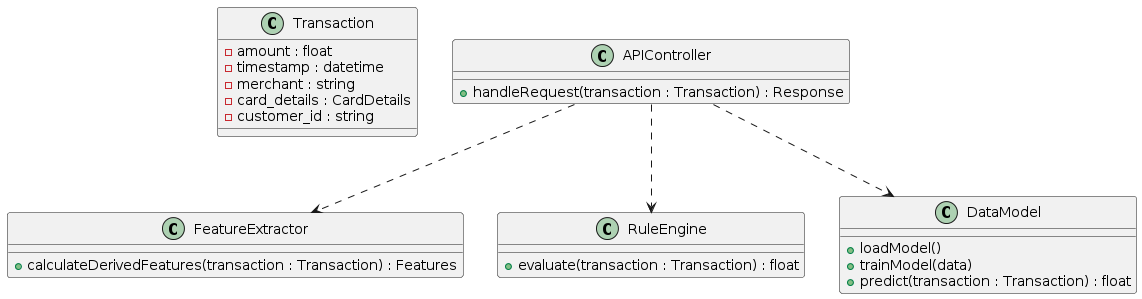 C Transaction
amount : float
timestamp : datetime
merchant : string
card_details : CardDetails
customer_id : string
C APIController
handleRequest(transaction : Transaction) : Response
C FeatureExtractor
calculateDerivedFeatures(transaction : Transaction) : Features
C RuleEngine
evaluate(transaction : Transaction) : float
C DataModel
loadModel()
trainModel(data)
predict(transaction : Transaction) : float